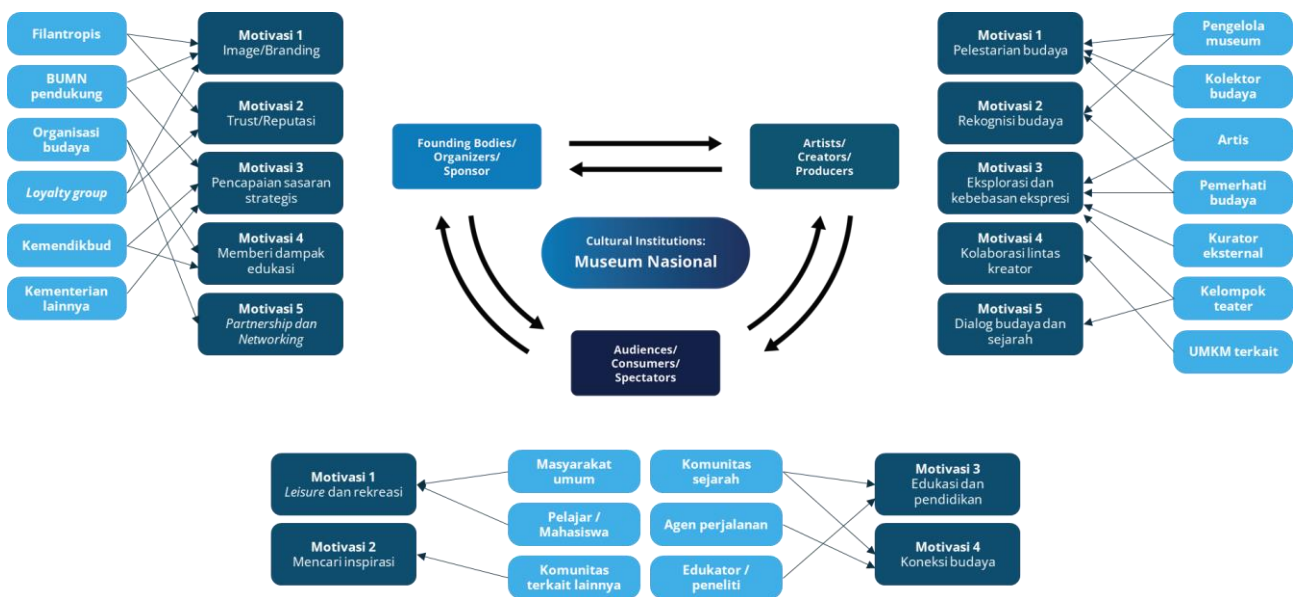 Filantropis
BUMN
pendukung
Organisasi
budaya
Loyalty group
Kemendikbud
Kementerian
lainnya
Motivasi 1
Image/Branding
Motivasi 2
Trust/Reputasi
Motivasi 3
Pencapaian sasaran
strategis
Motivasi 4
Memberi dampak
edukasi
Motivasi 5
Partnership dan
Networking
Founding Bodies/
Organizers/
Sponsor
Artists/
Creators/
Producers
Cultural Institutions:
Museum Nasional
Audiences/
Consumers/
Spectators
Motivasi 1
Pelestarian budaya
Motivasi 2
Rekognisi budaya
Motivasi 3
Eksplorasi dan
kebebasan ekspresi
Motivasi 4
Kolaborasi lintas
kreator
Motivasi 5
Dialog budaya dan
sejarah
Pengelola
museum
Kolektor
budaya
Artis
Pemerhati
budaya
Kurator
eksternal
Kelompok
teater
UMKM terkait
Motivasi 1
Leisure dan rekreasi
Motivasi 2
Mencari inspirasi
Masyarakat
umum
Pelajar /
Mahasiswa
Komunitas
terkait lainnya
Komunitas
sejarah
Agen perjalanan
Edukator /
peneliti
Motivasi 3
Edukasi dan
pendidikan
Motivasi 4
Koneksi budaya